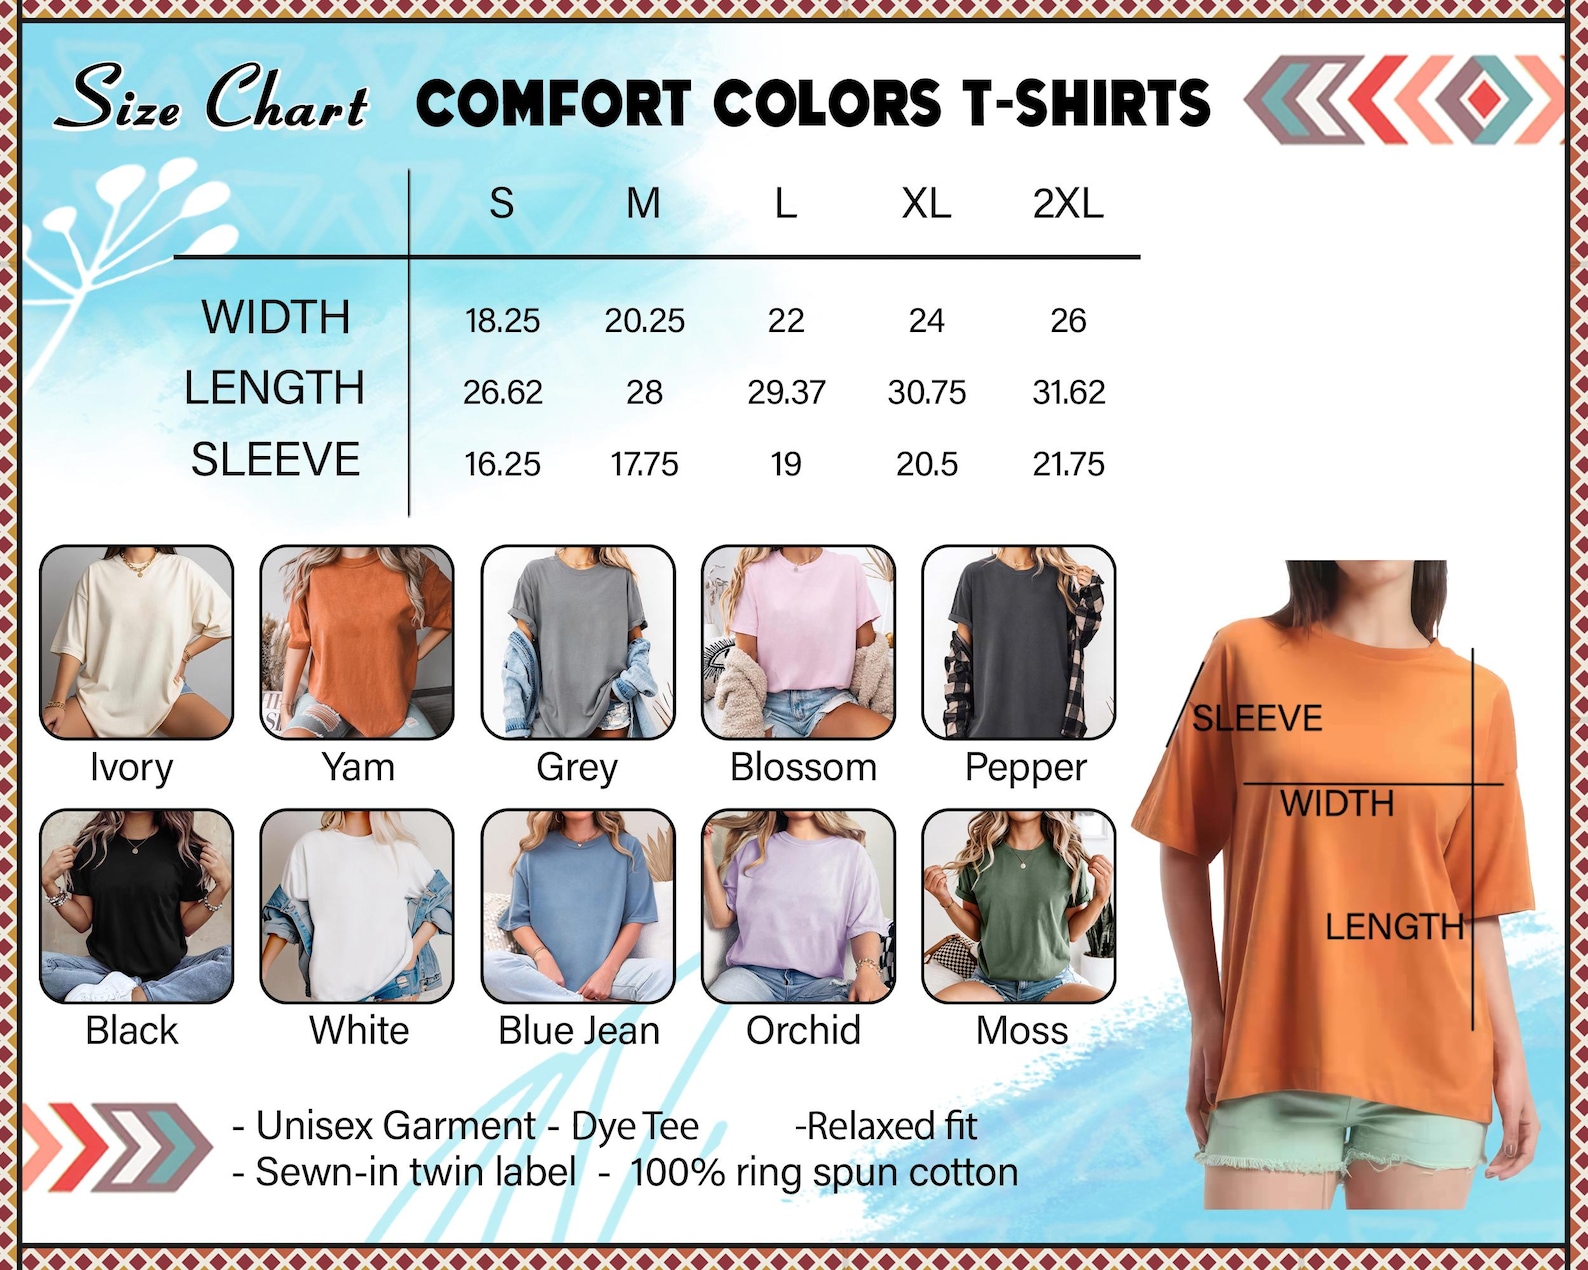 Size Chart COMFORT COLORS T-SHIRTS
S M L XL 2XL
WIDTH 18.25 20.25 22 24 26
LENGTH 26.62 28 29.37 30.75 31.62
SLEEVE 16.25 17.75 19 20.5 21.75
Ivory Yam Grey Blossom Pepper
Black White Blue Jean Orchid Moss
SLEEVE
WIDTH
LENGTH
- Unisex Garment - Dye Tee -Relaxed fit
- Sewn-in twin label - 100% ring spun cotton